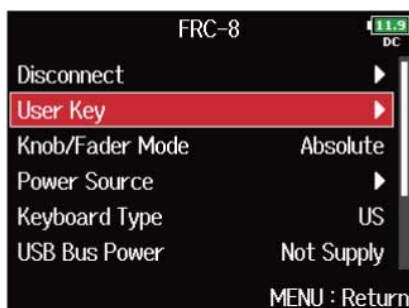 FRC-8
11.9
DC
Disconnect
User Key
Knob/Fader Mode Absolute
Power Source
Keyboard Type US
USB Bus Power Not Supply
MENU : Return